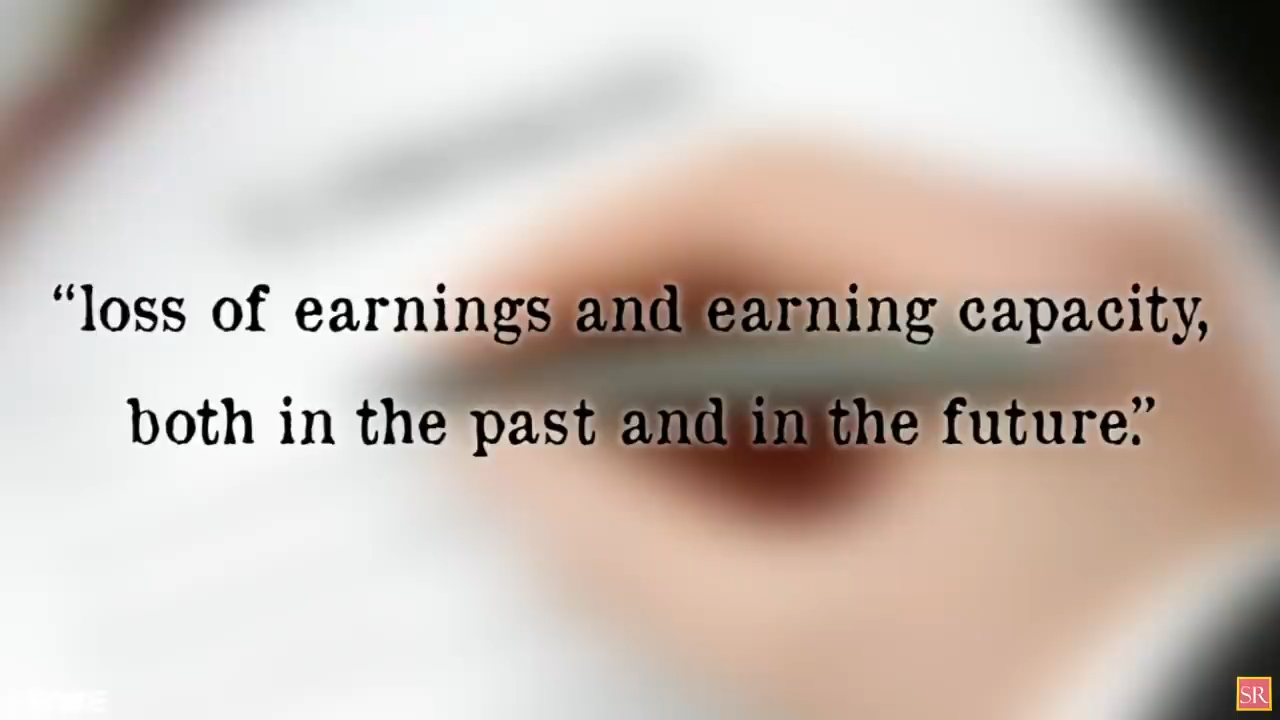 “loss of earnings and earning capacity,
both in the past and in the future.”
SR